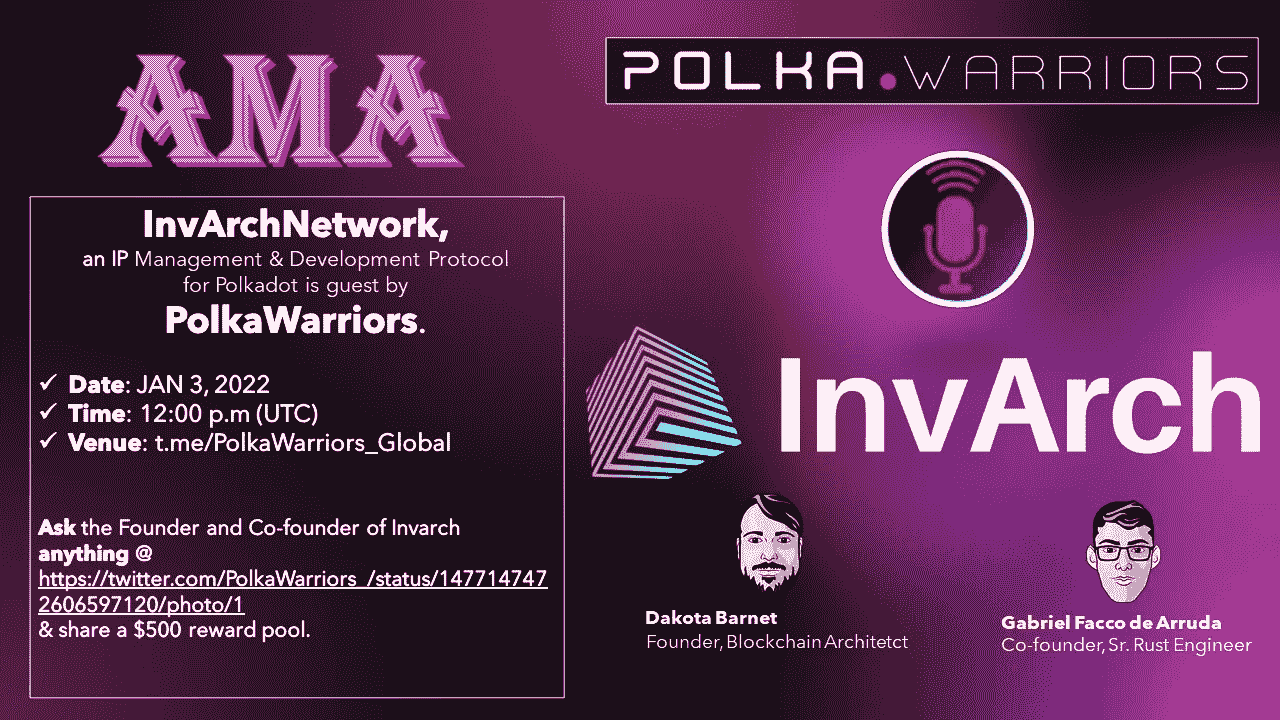 AMA
POLKA.WARRIORS
InvArchNetwork,
an IP Management & Development Protocol
for Polkadot is guest by
PolkaWarriors.
✓ Date: JAN 3, 2022
✓ Time: 12:00 p.m (UTC)
✓ Venue: t.me/PolkaWarriors_Global
Ask the Founder and Co-founder of Invarch
anything @
https://twitter.com/PolkaWarriors_/status/147714747
2606597120/photo/1
& share a $500 reward pool.
InvArch
Dakota Barnet
Founder, Blockchain Architetct
Gabriel Facco de Arruda
Co-founder, Sr. Rust Engineer